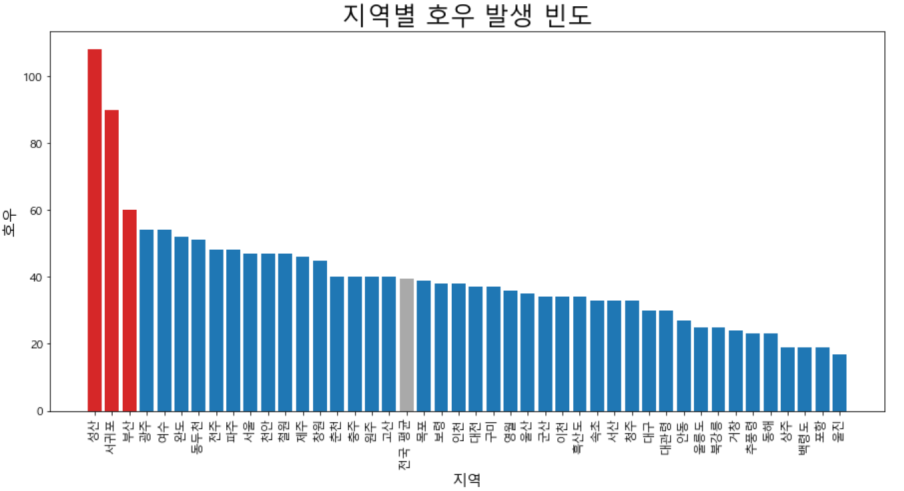 지역별 호우 발생 빈도
호우
100
80
60
40
20
0
성산
서귀포
부산
광주
여수
완도
동두천
전주
파주
서울
천안
철원
제주
창원
춘천
충주
원주
고산
전국 평균
목포
보령
인천
대전
구미
영월
울산
군산
이천
흑산도
속초
서산
청주
대구
대관령
안동
울릉도
북강릉
거창
추풍령
동해
상주
백령도
포항
울진
지역